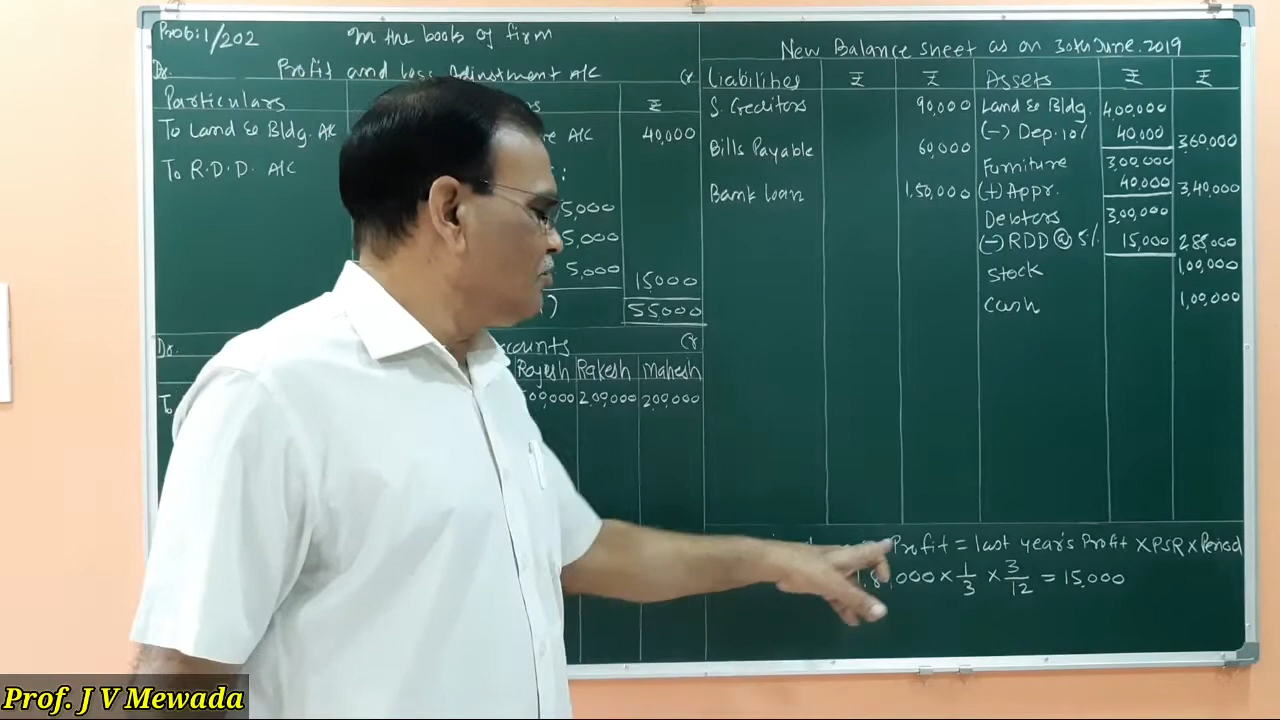 Prob:1/202
In the books of firm
Dr. Profit and loss Adjustment A/C Cr
Particulars ₹
To Land & Bldg. A/C A/C 40,000
To R.D.D. A/C :
5,000
5,000
5,000 15000
) 55000
Dr. Cr
Rajesh Rakesh Mahesh
To 2,00,000 2,00,000
New Balance sheet as on 30th June. 2019
Liabilities ₹ ₹ Assets ₹ ₹
S. Creditors 90,000 Land & Bldg. 400,000
(-) Dep. 10% 40,000 3,60,000
Bills Payable 60,000 Furniture 3,00,000
Bank loan 1,50,000 (+) Appr. 40,000 3,40,000
Debtors 3,00,000
(-) RDD @ 5% 15,000 2,85,000
Stock 1,00,000
Cash 1,00,000
Profit = last year's Profit × PSR × Period
000 × 1/3 × 3/12 = 15,000
Prof. J V Mewada